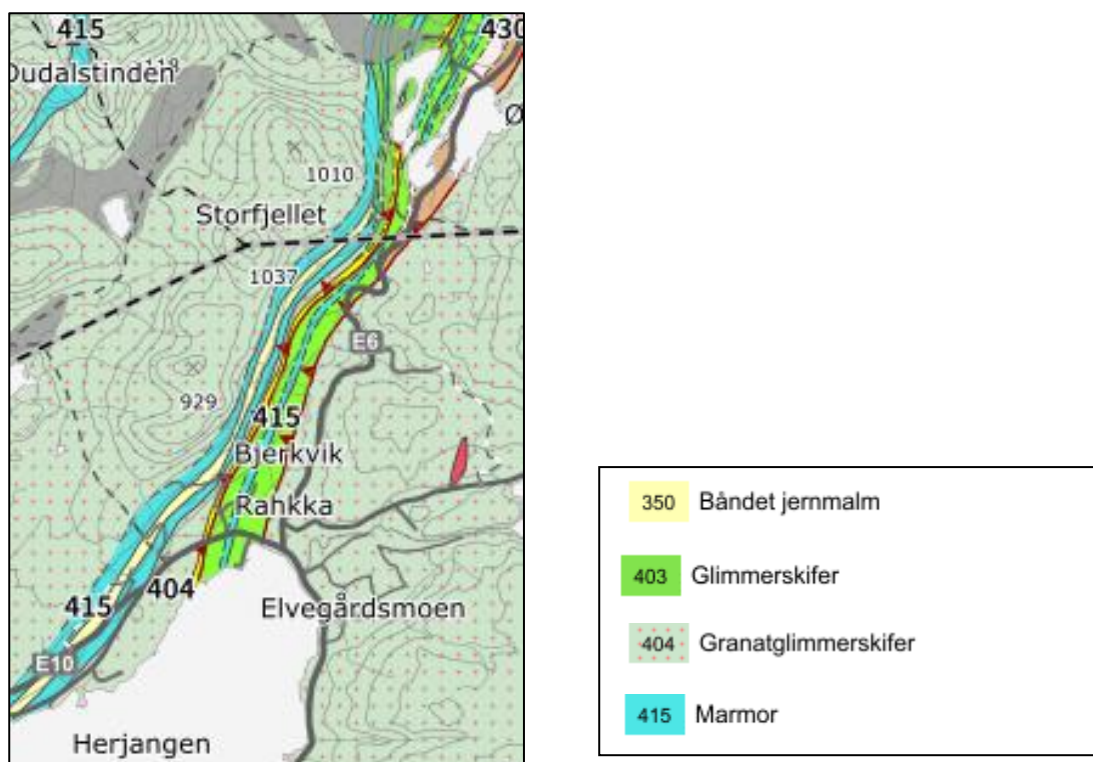 415
430
Dudalstinden
Ø
1010
Storfjellet
1037
E6
929
415
Bjerkvik
Rahkka
404
415
Elvegårdsmoen
E10
Herjangen
350 Båndet jernmalm
403 Glimmerskifer
404 Granatglimmerskifer
415 Marmor